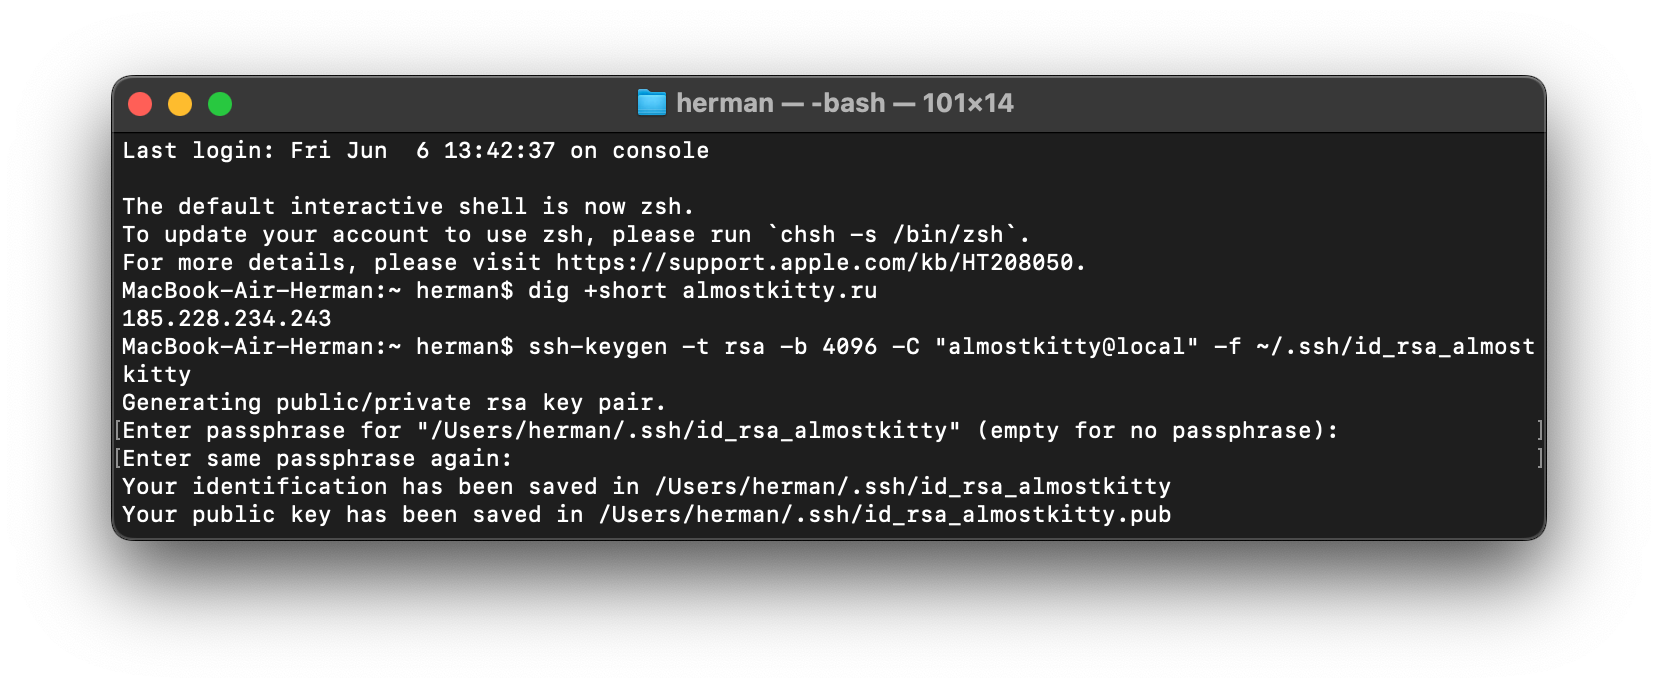 herman — -bash — 101×14
Last login: Fri Jun  6 13:42:37 on console
The default interactive shell is now zsh.
To update your account to use zsh, please run `chsh -s /bin/zsh`.
For more details, please visit https://support.apple.com/kb/HT208050.
MacBook-Air-Herman:~ herman$ dig +short almostkitty.ru
185.228.234.243
MacBook-Air-Herman:~ herman$ ssh-keygen -t rsa -b 4096 -C "almostkitty@local" -f ~/.ssh/id_rsa_almost
kitty
Generating public/private rsa key pair.
[Enter passphrase for "/Users/herman/.ssh/id_rsa_almostkitty" (empty for no passphrase): ]
[Enter same passphrase again: ]
Your identification has been saved in /Users/herman/.ssh/id_rsa_almostkitty
Your public key has been saved in /Users/herman/.ssh/id_rsa_almostkitty.pub